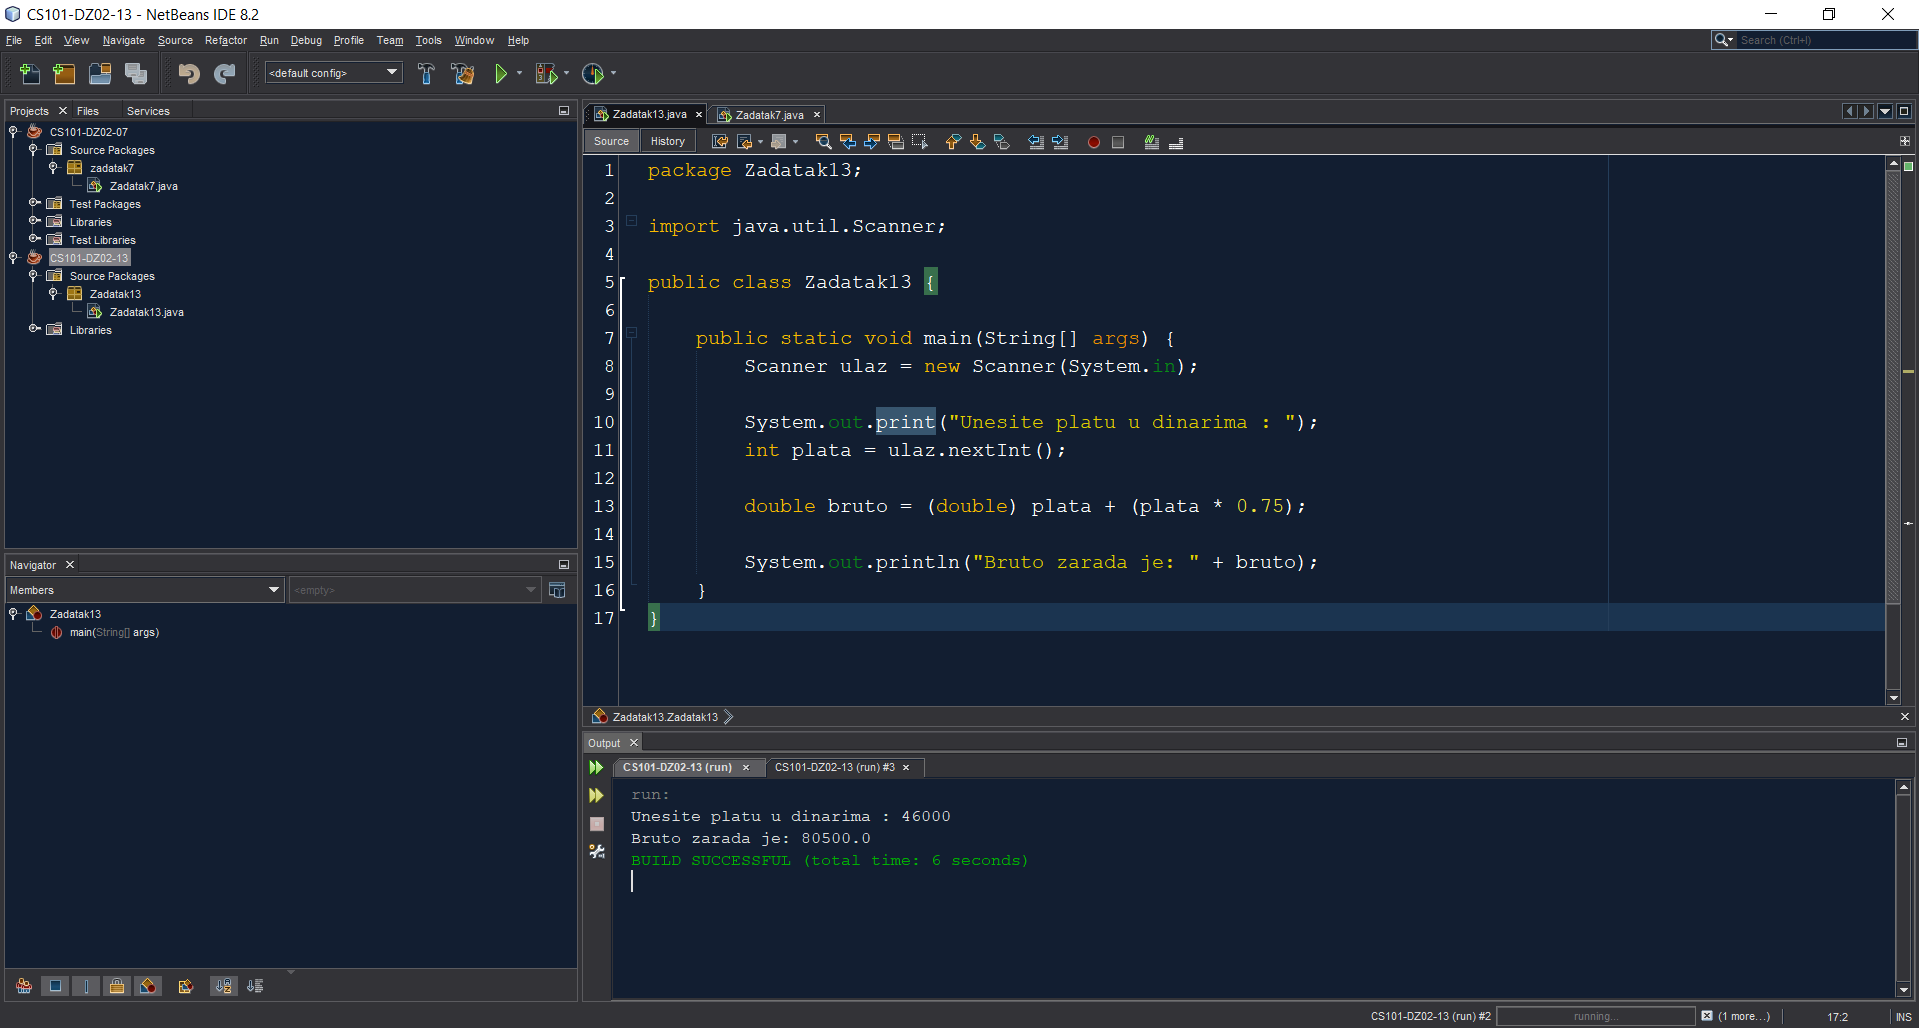 CS101-DZ02-13 - NetBeans IDE 8.2
File Edit View Navigate Source Refactor Run Debug Profile Team Tools Window Help
Search (Ctrl+I)
<default config>
Projects Files Services
CS101-DZ02-07
Source Packages
zadatak7
Zadatak7.java
Test Packages
Libraries
Test Libraries
CS101-DZ02-13
Source Packages
Zadatak13
Zadatak13.java
Libraries
Navigator
Members
<empty>
Zadatak13
main(String[] args)
Zadatak13.java Zadatak7.java
Source History
1 package Zadatak13;
2
3 import java.util.Scanner;
4
5 public class Zadatak13 {
6
7 public static void main(String[] args) {
8 Scanner ulaz = new Scanner(System.in);
9
10 System.out.print("Unesite platu u dinarima : ");
11 int plata = ulaz.nextInt();
12
13 double bruto = (double) plata + (plata * 0.75);
14
15 System.out.println("Bruto zarada je: " + bruto);
16 }
17 }
Zadatak13.Zadatak13
Output
CS101-DZ02-13 (run) CS101-DZ02-13 (run) #3
run:
Unesite platu u dinarima : 46000
Bruto zarada je: 80500.0
BUILD SUCCESSFUL (total time: 6 seconds)
CS101-DZ02-13 (run) #2 running... (1 more...) 17:2 INS